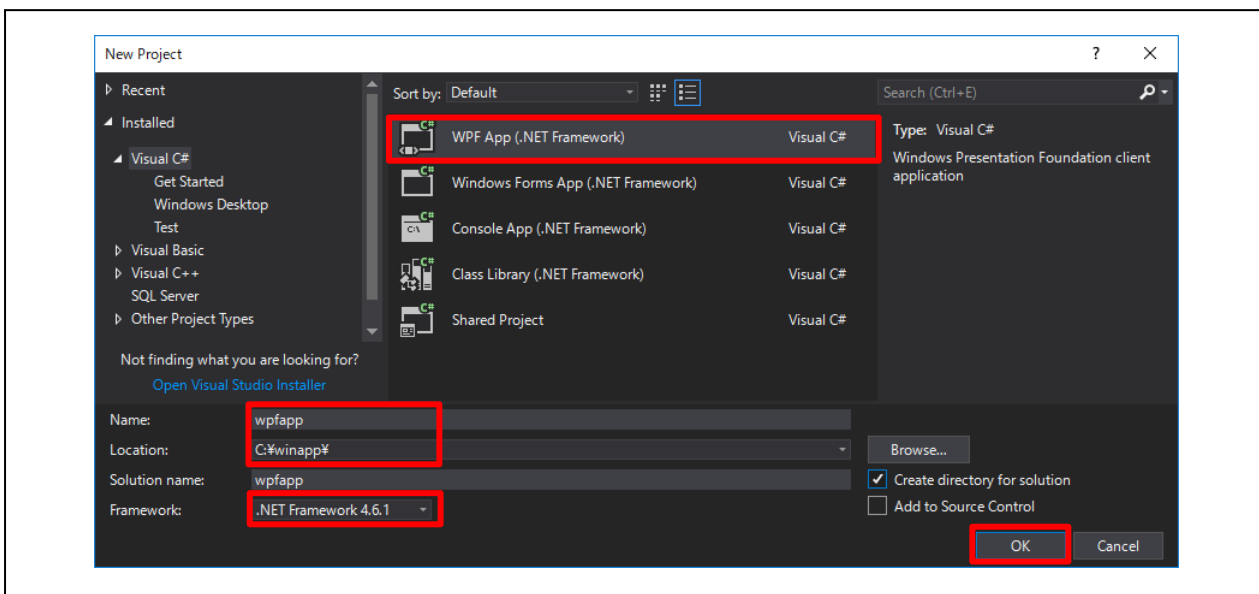 New Project
?
Recent
Installed
Visual C#
Get Started
Windows Desktop
Test
Visual Basic
Visual C++
SQL Server
Other Project Types
Not finding what you are looking for?
Open Visual Studio Installer
Sort by: Default
C# WPF App (.NET Framework) Visual C#
C# Windows Forms App (.NET Framework) Visual C#
C# C:\ Console App (.NET Framework) Visual C#
C# Class Library (.NET Framework) Visual C#
C# Shared Project Visual C#
Search (Ctrl+E)
Type: Visual C#
Windows Presentation Foundation client
application
Name: wpfapp
Location: C:¥winapp¥
Browse...
Solution name: wpfapp
Create directory for solution
Framework: .NET Framework 4.6.1
Add to Source Control
OK Cancel